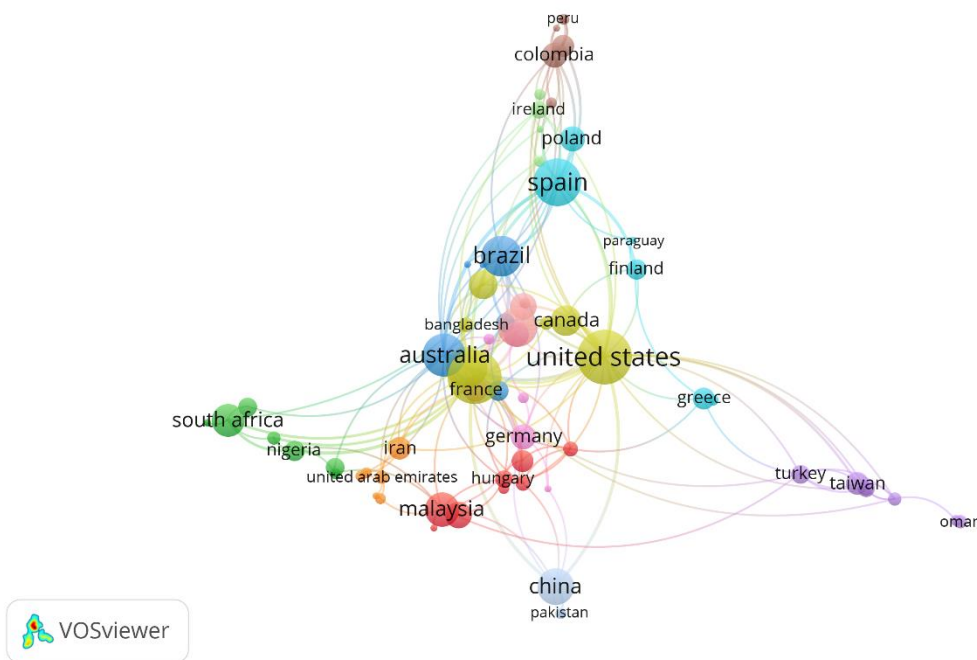 peru
colombia
ireland
poland
spain
paraguay
brazil
finland
bangladesh
canada
australia
united states
france
greece
south africa
germany
nigeria
iran
united arab emirates
hungary
turkey
taiwan
malaysia
oman
china
pakistan
VOSviewer